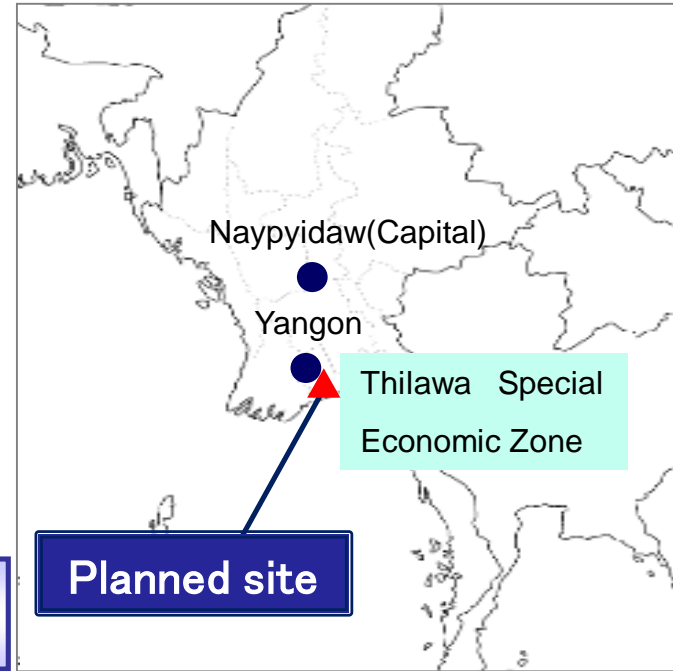 Naypyidaw(Capital)
Yangon
Thilawa Special
Economic Zone
Planned site